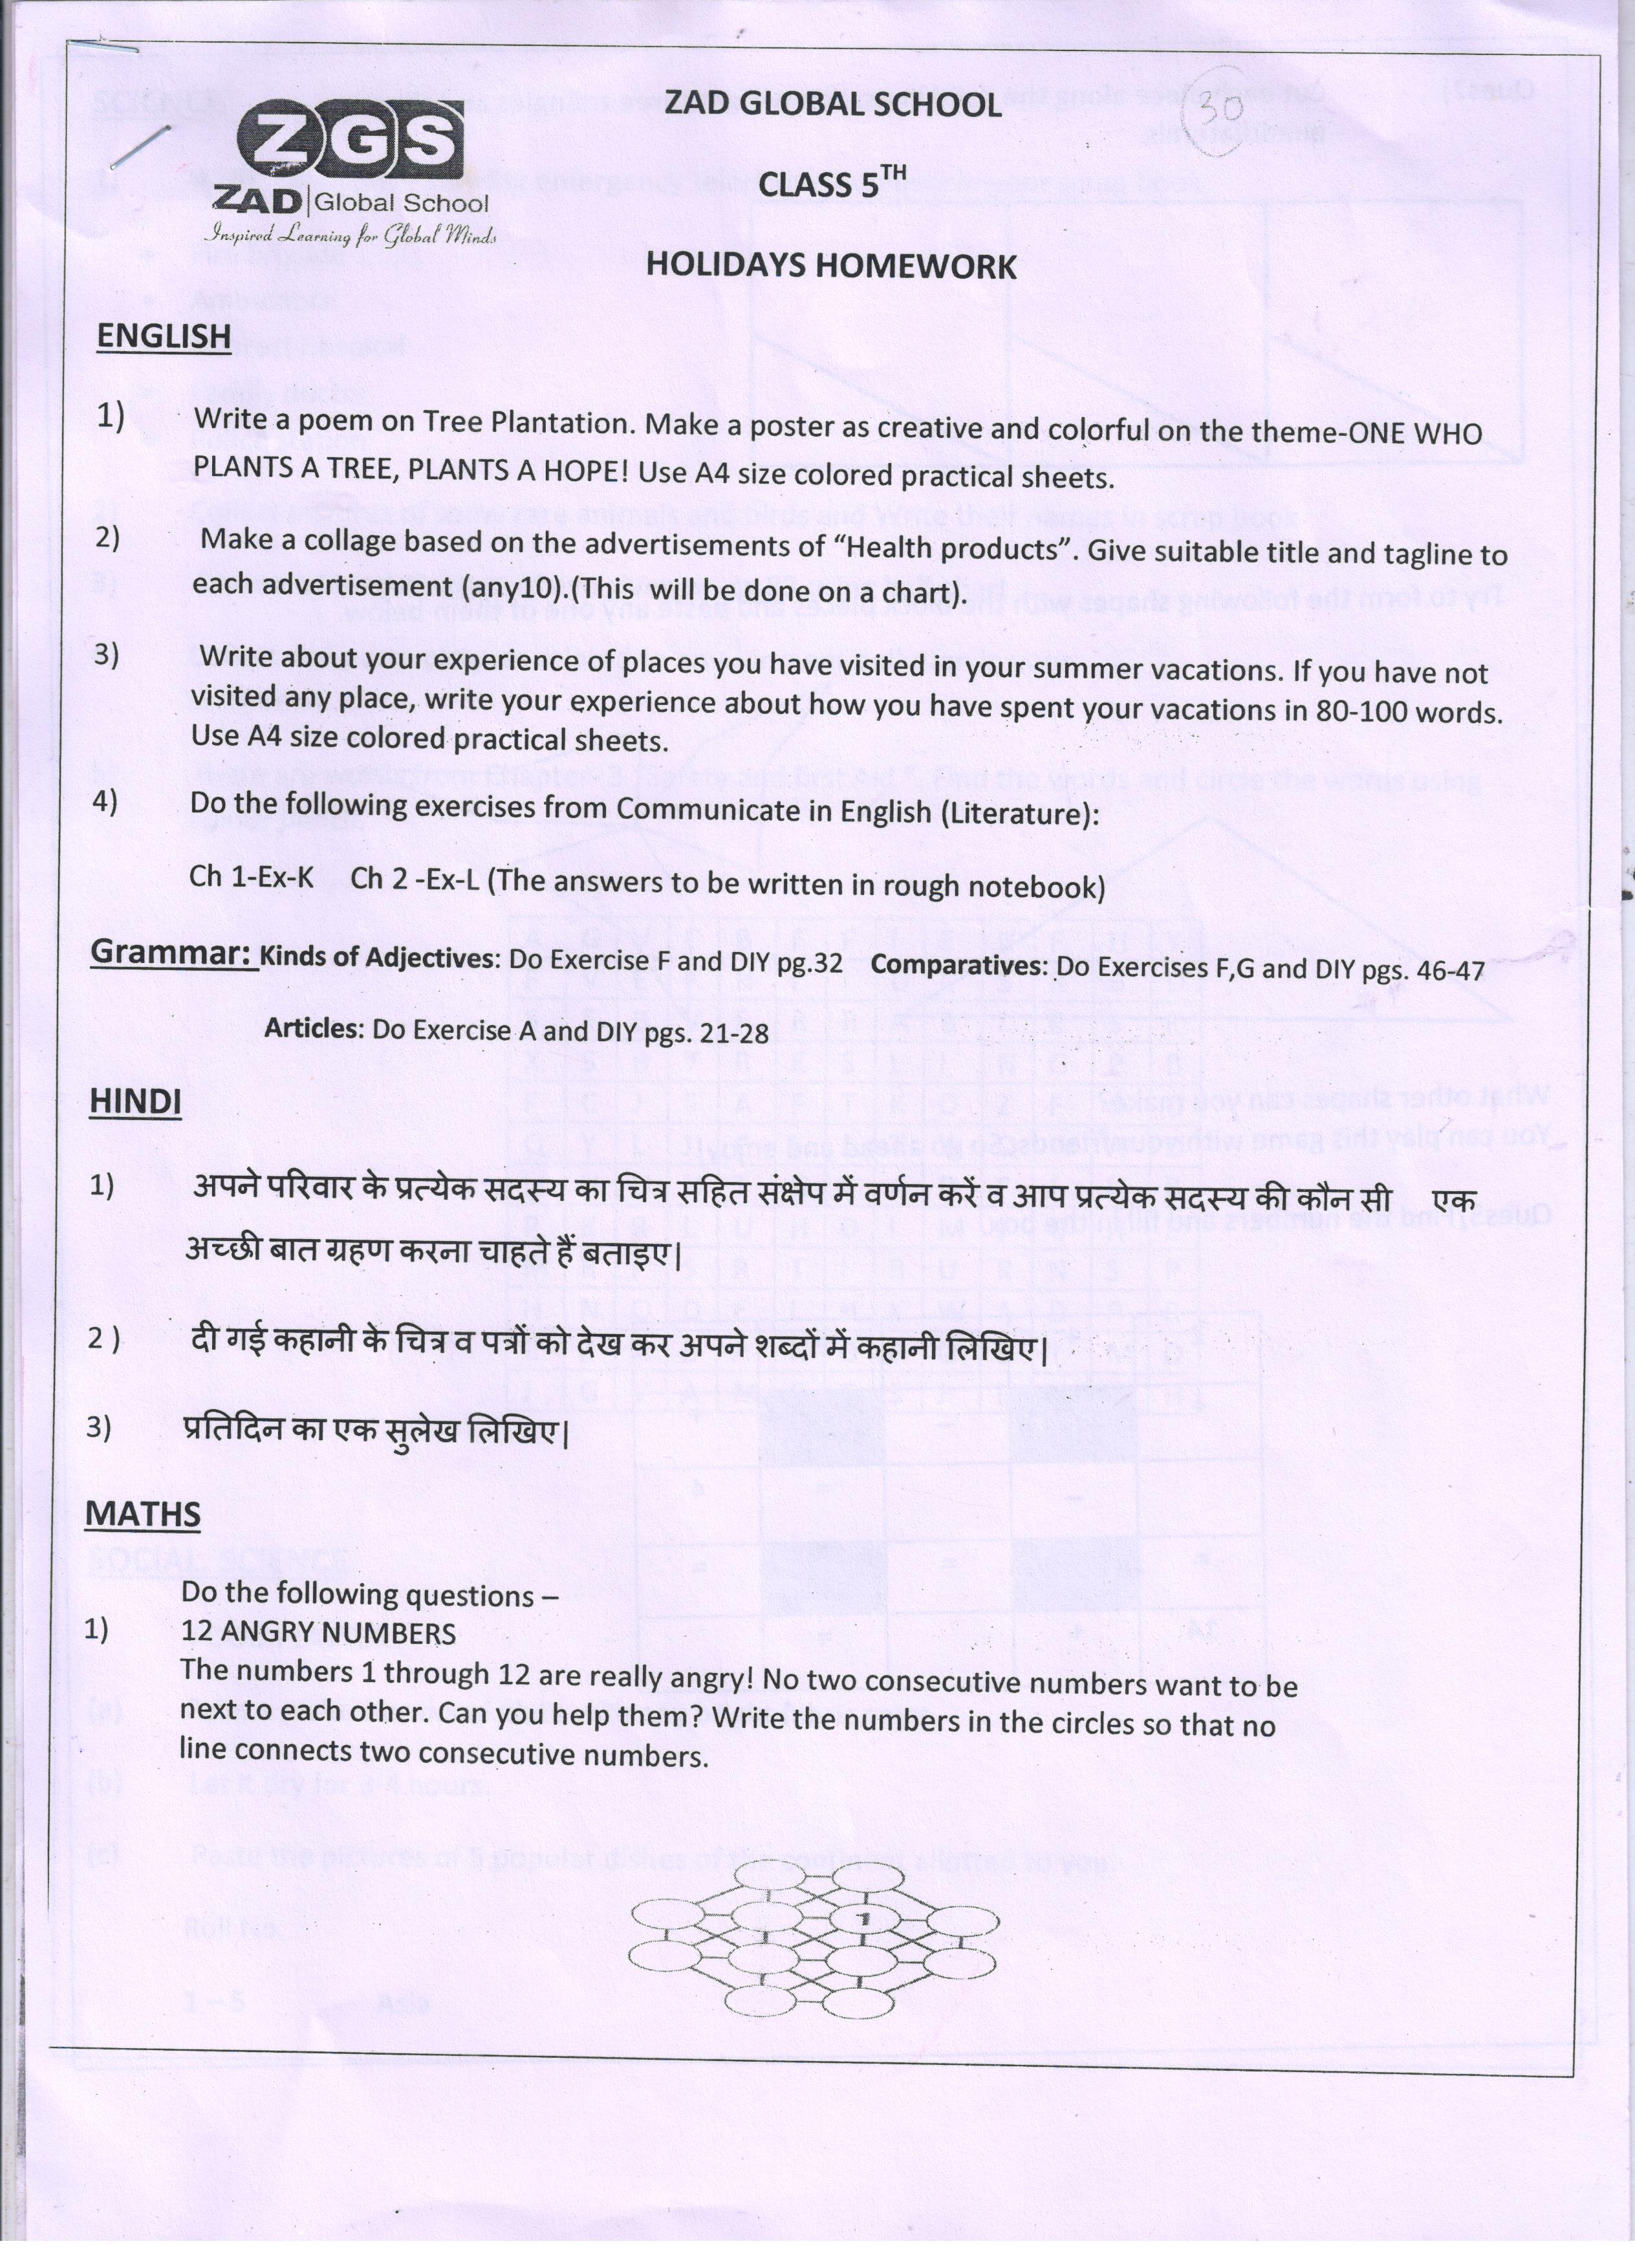 ZAD GLOBAL SCHOOL
30
ZGS
ZAD Global School
Inspired Learning for Global Minds
CLASS 5TH
HOLIDAYS HOMEWORK
ENGLISH
1) Write a poem on Tree Plantation. Make a poster as creative and colorful on the theme-ONE WHO
PLANTS A TREE, PLANTS A HOPE! Use A4 size colored practical sheets.
2) Make a collage based on the advertisements of “Health products”. Give suitable title and tagline to
each advertisement (any10).(This will be done on a chart).
3) Write about your experience of places you have visited in your summer vacations. If you have not
visited any place, write your experience about how you have spent your vacations in 80-100 words.
Use A4 size colored practical sheets.
4) Do the following exercises from Communicate in English (Literature):
Ch 1-Ex-K Ch 2 -Ex-L (The answers to be written in rough notebook)
Grammar: Kinds of Adjectives: Do Exercise F and DIY pg.32 Comparatives: Do Exercises F,G and DIY pgs. 46-47
Articles: Do Exercise A and DIY pgs. 21-28
HINDI
1) अपने परिवार के प्रत्येक सदस्य का चित्र सहित संक्षेप में वर्णन करें व आप प्रत्येक सदस्य की कौन सी एक
अच्छी बात ग्रहण करना चाहते हैं बताइए|
2 ) दी गई कहानी के चित्र व पत्रों को देख कर अपने शब्दों में कहानी लिखिए|
3) प्रतिदिन का एक सुलेख लिखिए|
MATHS
Do the following questions –
1) 12 ANGRY NUMBERS
The numbers 1 through 12 are really angry! No two consecutive numbers want to be
next to each other. Can you help them? Write the numbers in the circles so that no
line connects two consecutive numbers.
1